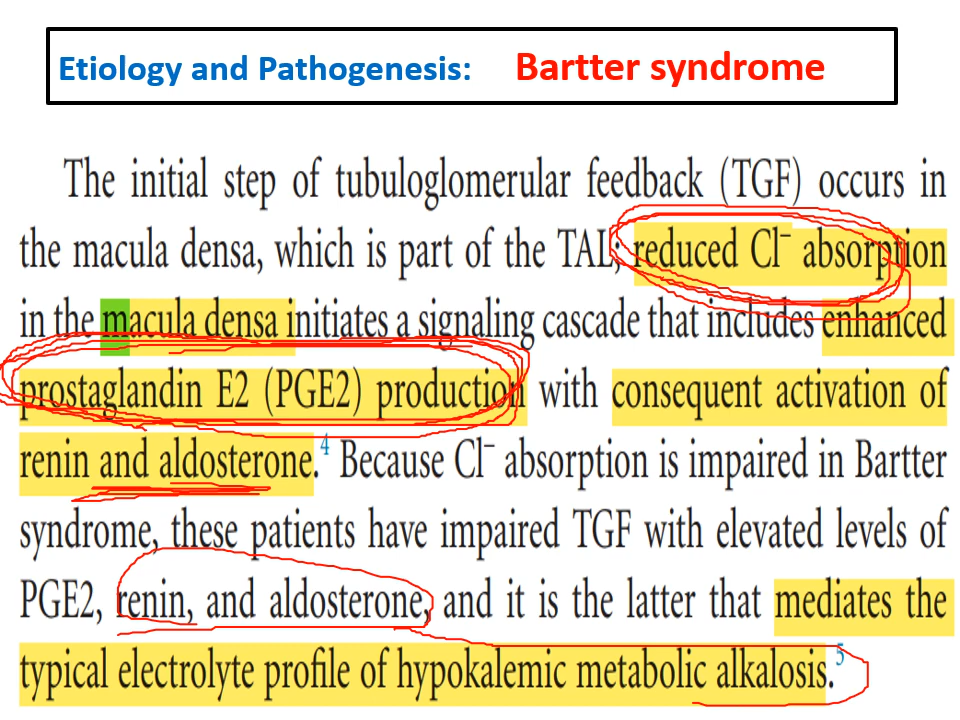 Etiology and Pathogenesis: Bartter syndrome
The initial step of tubuloglomerular feedback (TGF) occurs in
the macula densa, which is part of the TAL; reduced Cl⁻ absorption
in the macula densa initiates a signaling cascade that includes enhanced
prostaglandin E2 (PGE2) production with consequent activation of
renin and aldosterone.⁴ Because Cl⁻ absorption is impaired in Bartter
syndrome, these patients have impaired TGF with elevated levels of
PGE2, renin, and aldosterone, and it is the latter that mediates the
typical electrolyte profile of hypokalemic metabolic alkalosis.⁵